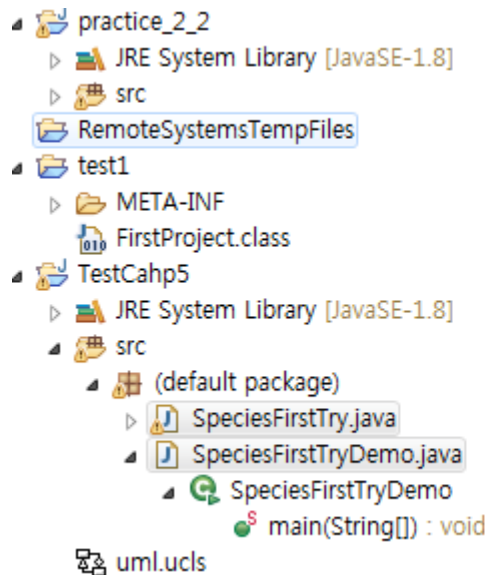 practice_2_2
JRE System Library [JavaSE-1.8]
src
RemoteSystemsTempFiles
test1
META-INF
010
FirstProject.class
TestCahp5
JRE System Library [JavaSE-1.8]
src
(default package)
J SpeciesFirstTry.java
J SpeciesFirstTryDemo.java
SpeciesFirstTryDemo
S main(String[]) : void
uml.ucls